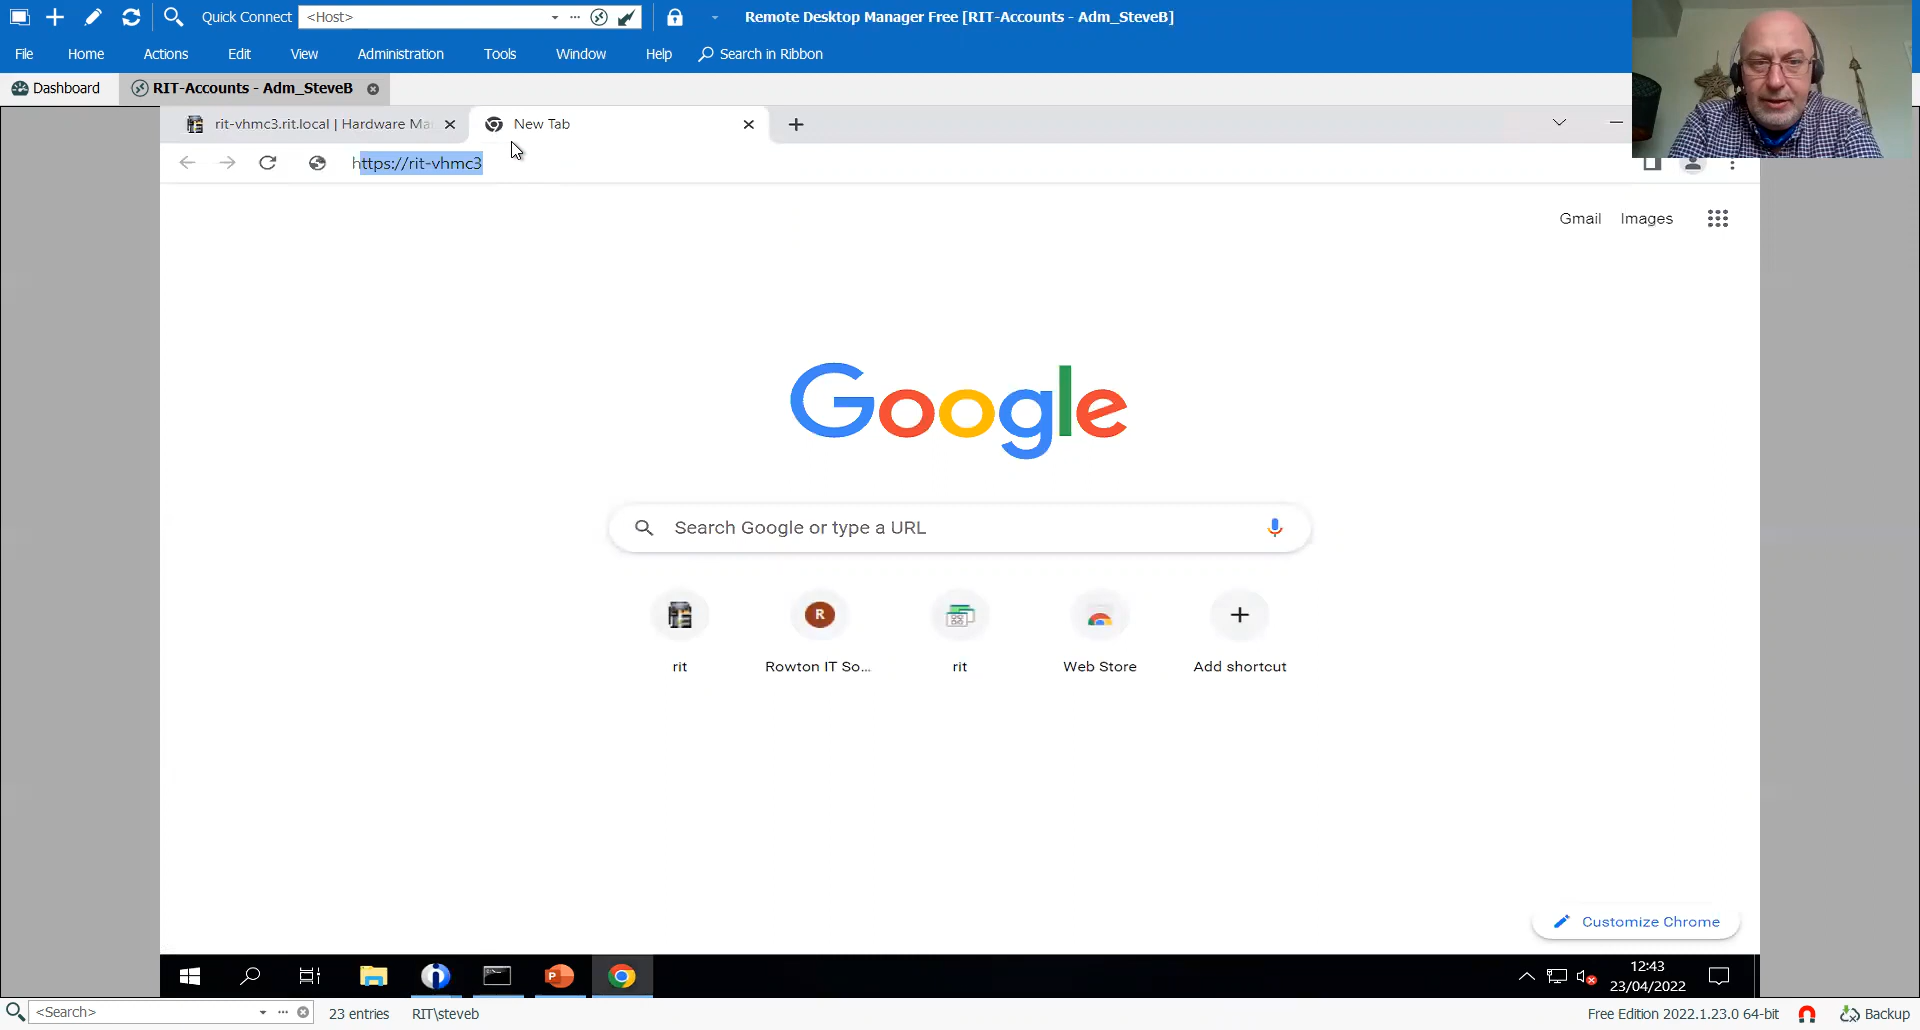 Quick Connect <Host> Remote Desktop Manager Free [RIT-Accounts - Adm_SteveB]
File Home Actions Edit View Administration Tools Window Help Search in Ribbon
Dashboard RIT-Accounts - Adm_SteveB
rit-vhmc3.rit.local | Hardware Ma New Tab
https://rit-vhmc3
Gmail Images
Google
Search Google or type a URL
R
rit Rowton IT So... rit Web Store Add shortcut
Customize Chrome
12:43
23/04/2022
<Search> 23 entries RIT\steveb Free Edition 2022.1.23.0 64-bit Backup